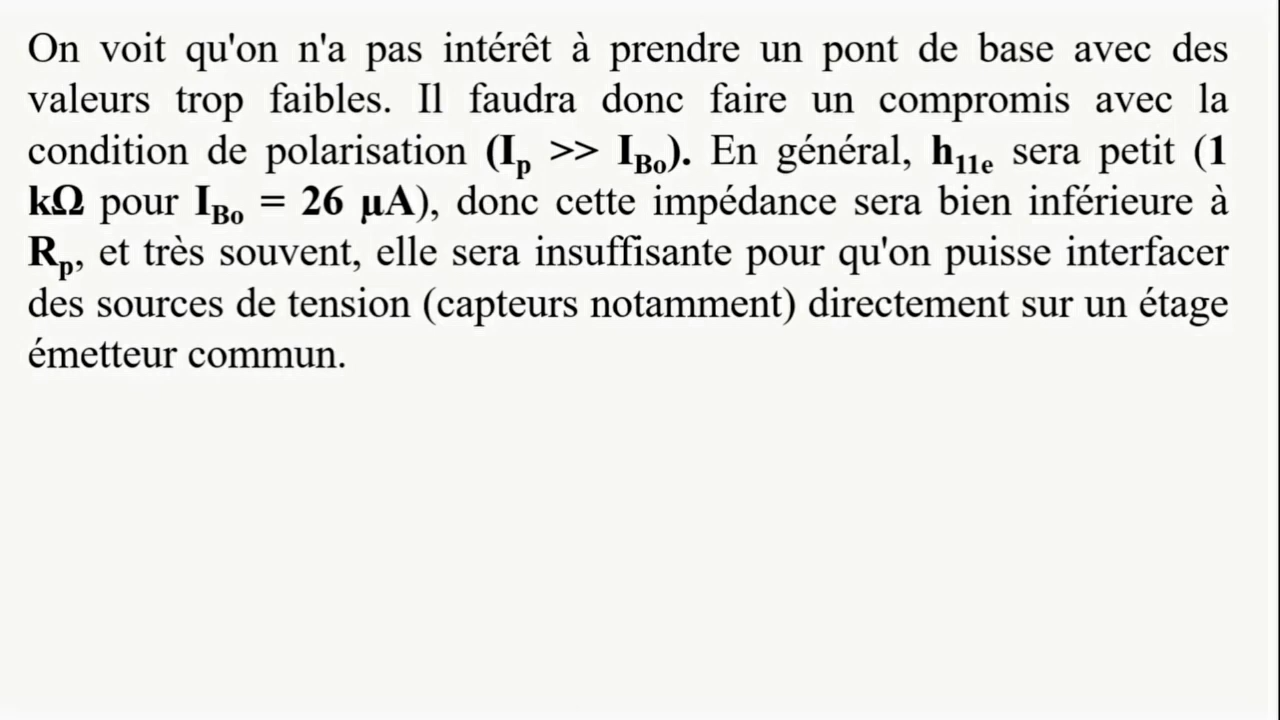 On voit qu'on n'a pas intérêt à prendre un pont de base avec des
valeurs trop faibles. Il faudra donc faire un compromis avec la
condition de polarisation (Ip >> IBo). En général, h11e sera petit (1
kΩ pour IBo = 26 µA), donc cette impédance sera bien inférieure à
Rp, et très souvent, elle sera insuffisante pour qu'on puisse interfacer
des sources de tension (capteurs notamment) directement sur un étage
émetteur commun.